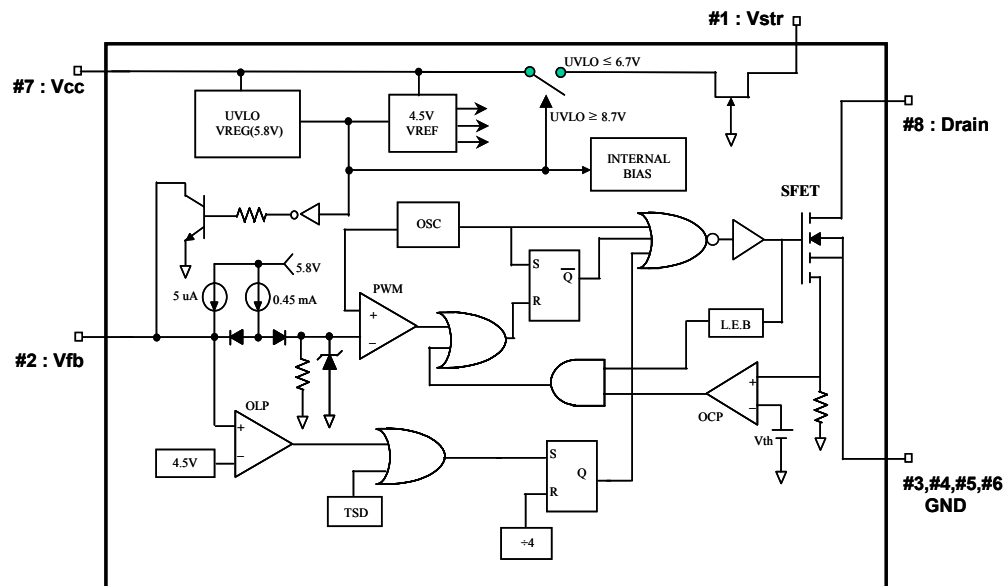 #1 : Vstr
#7 : Vcc
UVLO ≤ 6.7V
UVLO
VREG(5.8V)
4.5V
VREF
UVLO ≥ 8.7V
INTERNAL
BIAS
#8 : Drain
SFET
OSC
S
Q
R
5.8V
5 uA
0.45 mA
PWM
+
−
#2 : Vfb
L.E.B
OCP
+
−
Vth
OLP
+
−
4.5V
TSD
S
Q
R
÷4
#3,#4,#5,#6
GND